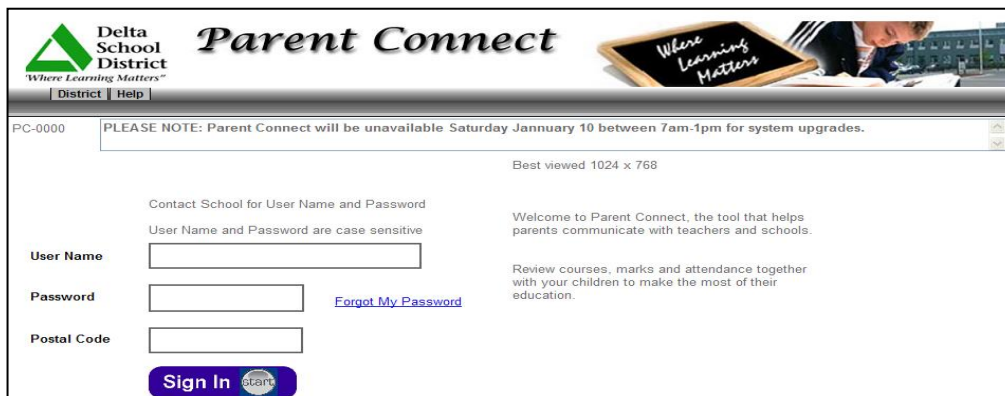 Delta
School
District
"Where Learning Matters"
Parent Connect
Where
Learning
Matters
District
Help
PC-0000
PLEASE NOTE: Parent Connect will be unavailable Saturday Jannuary 10 between 7am-1pm for system upgrades.
Best viewed 1024 x 768
Contact School for User Name and Password
User Name and Password are case sensitive
Welcome to Parent Connect, the tool that helps
parents communicate with teachers and schools.
Review courses, marks and attendance together
with your children to make the most of their
education.
User Name
Password
Forgot My Password
Postal Code
Sign In
start